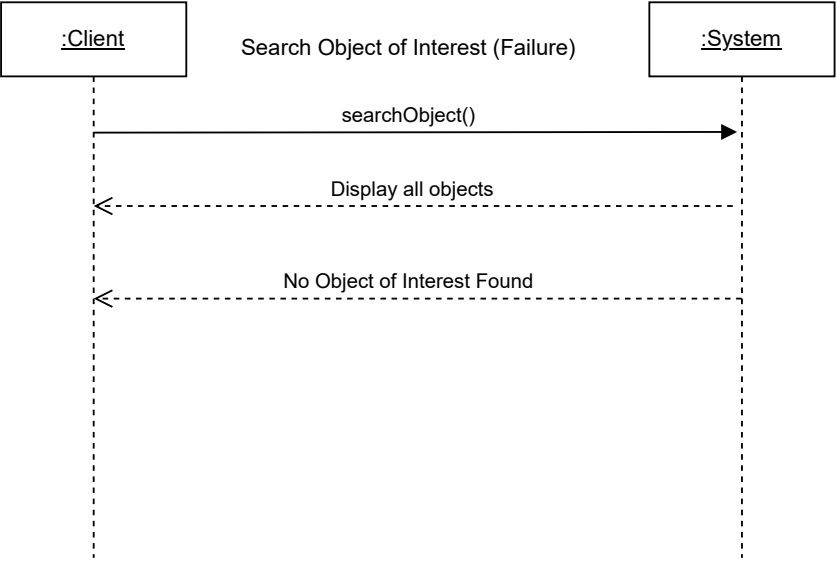 :Client
Search Object of Interest (Failure)
:System
searchObject()
Display all objects
No Object of Interest Found